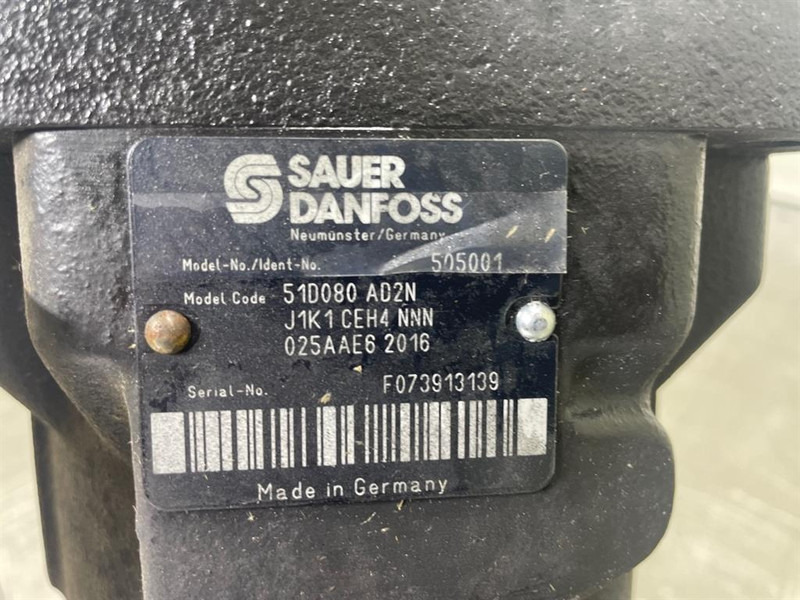 SAUER
DANFOSS
Neumünster/Germany
Model-No./Ident-No. 505001
Model Code 51D080 AD2N
J1K1 CEH4 NNN
025AAE6 2016
Serial-No. F073913139
Made in Germany